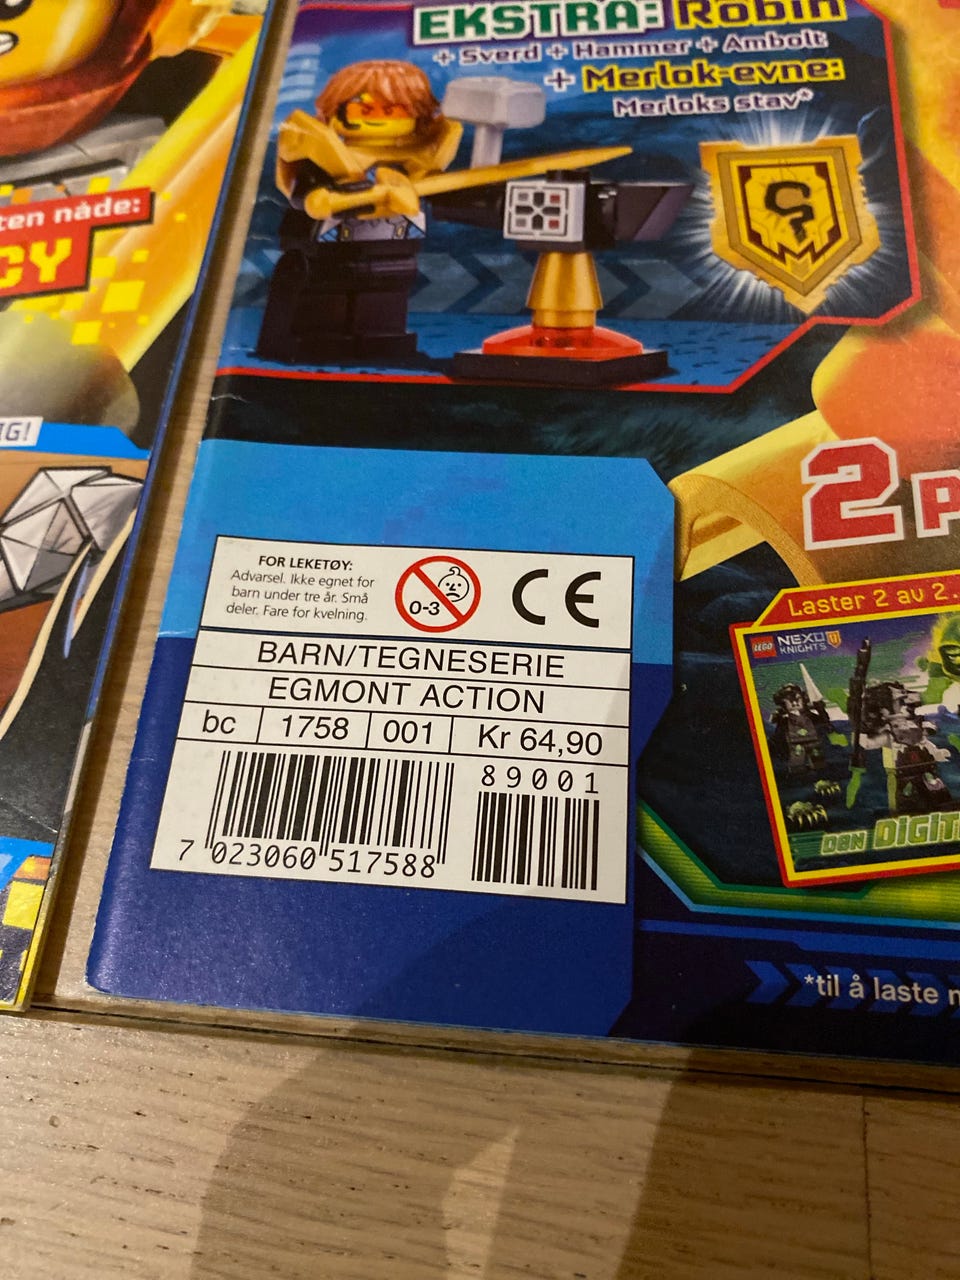 EKSTRA: Robin
+ Sverd + Hammer + Ambolt
+ Merlok-evne:
Merloks stav*
nåde:
CY
IG!
FOR LEKETØY:
Advarsel. Ikke egnet for
barn under tre år. Små
deler. Fare for kvelning.
0-3
CE
BARN/TEGNESERIE
EGMONT ACTION
bc 1758 001 Kr 64,90
89001
7 023060 517588
2 P
Laster 2 av 2.
LEGO NEXO
KNIGHTS
DEN DIGIT
*til å laste n